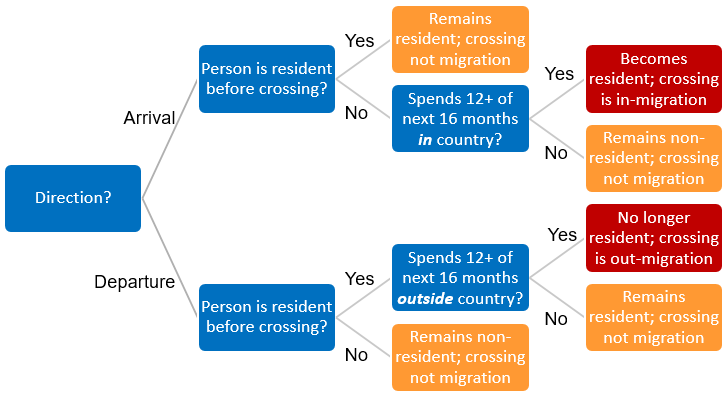 Direction?
Arrival
Departure
Person is resident
before crossing?
Yes
No
Remains
resident; crossing
not migration
Spends 12+ of
next 16 months
in country?
Yes
No
Becomes
resident; crossing
is in-migration
Remains non-
resident; crossing
not migration
Person is resident
before crossing?
Yes
No
Spends 12+ of
next 16 months
outside country?
Yes
No
No longer
resident; crossing
is out-migration
Remains
resident; crossing
not migration
Remains non-
resident; crossing
not migration